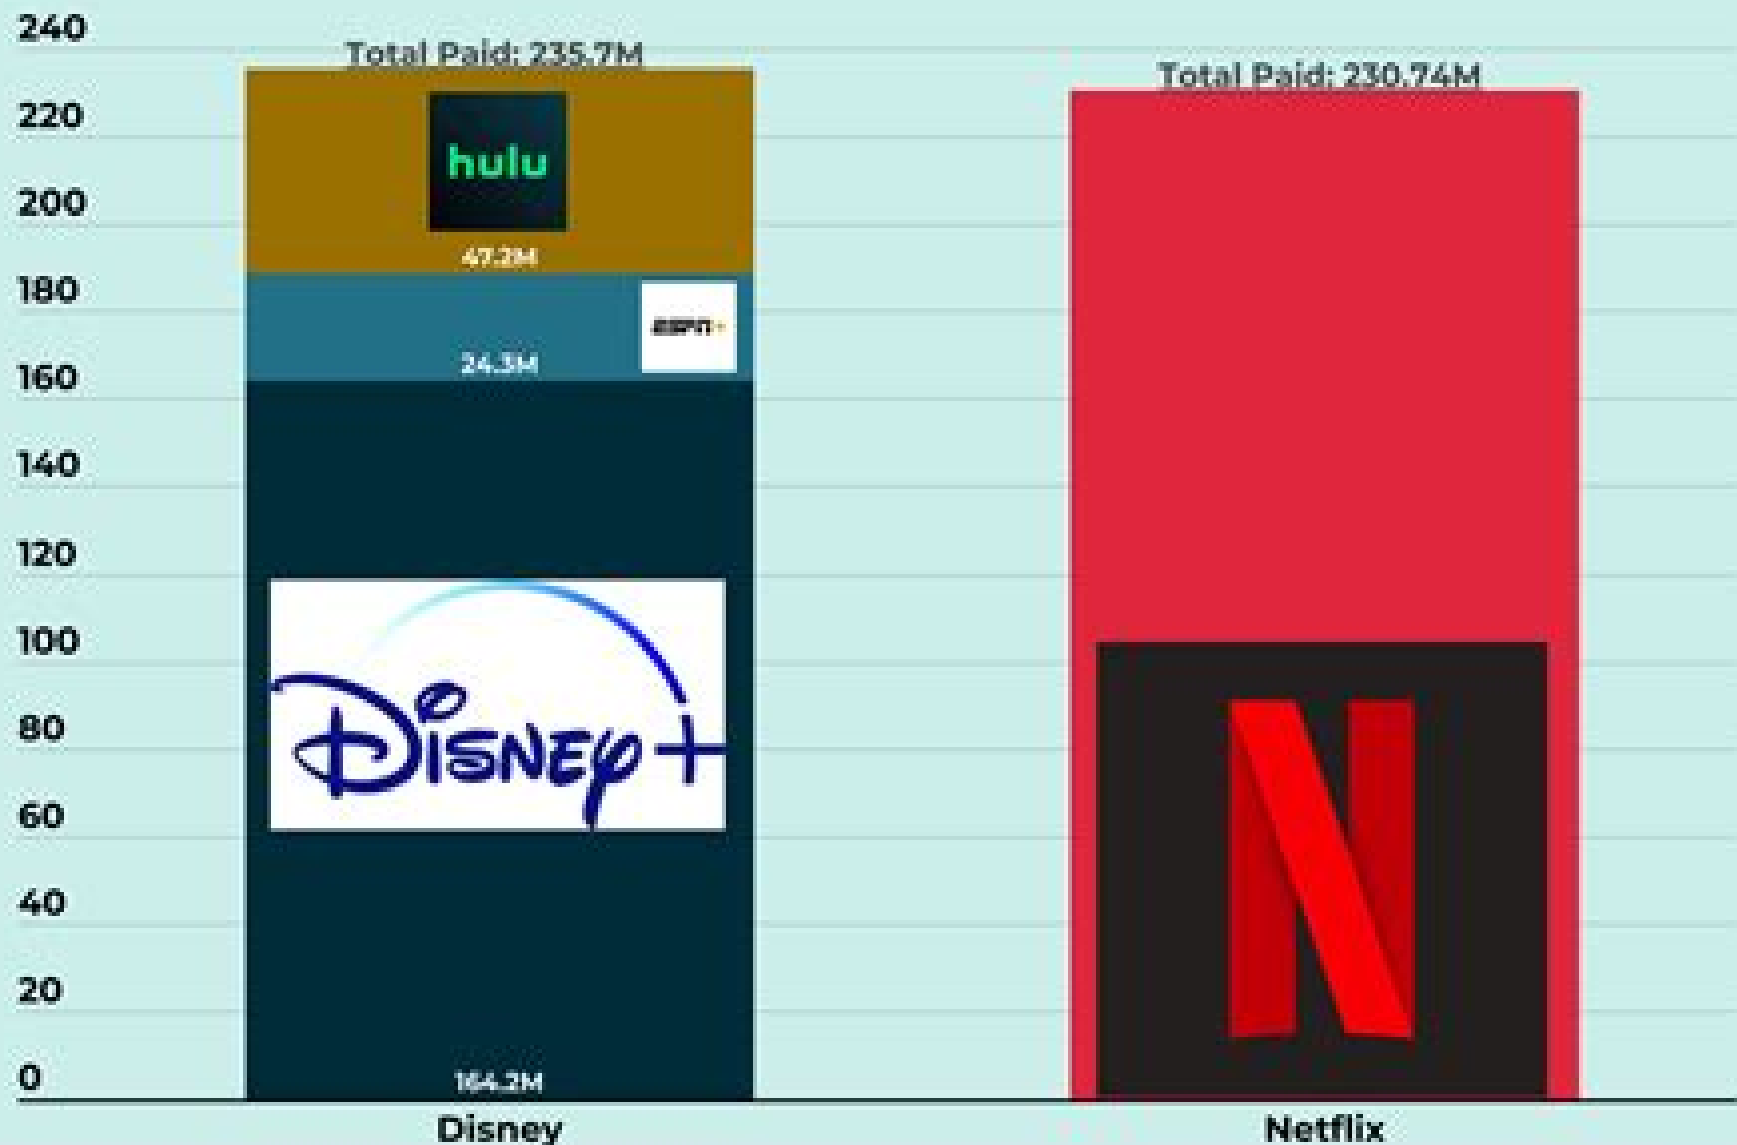 240
Total Paid: 235.7M
Total Paid: 230.74M
220
hulu
200
47.2M
180
ESPN+
24.3M
160
140
120
100
Disney+
80
60
40
20
0
164.2M
Disney
Netflix
N